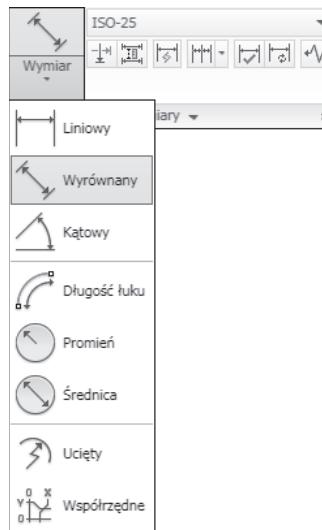 ISO-25
Wymiar
iary
Liniowy
Wyrównany
Kątowy
Długość łuku
Promień
Średnica
Ucięty
Współrzędne